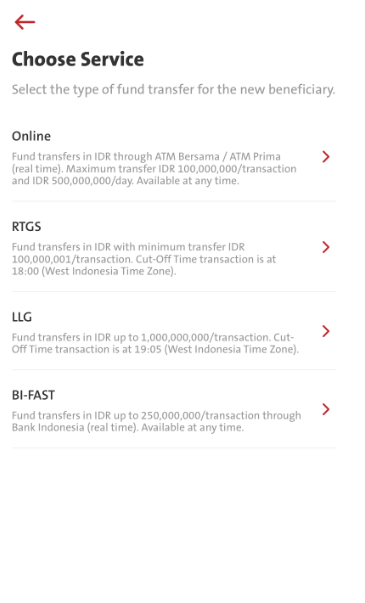 Choose Service
Select the type of fund transfer for the new beneficiary.
Online
Fund transfers in IDR through ATM Bersama / ATM Prima
(real time). Maximum transfer IDR 100,000,000/transaction
and IDR 500,000,000/day. Available at any time.
RTGS
Fund transfers in IDR with minimum transfer IDR
100,000,001/transaction. Cut-Off Time transaction is at
18:00 (West Indonesia Time Zone).
LLG
Fund transfers in IDR up to 1,000,000,000/transaction. Cut-
Off Time transaction is at 19:05 (West Indonesia Time Zone).
BI-FAST
Fund transfers in IDR up to 250,000,000/transaction through
Bank Indonesia (real time). Available at any time.